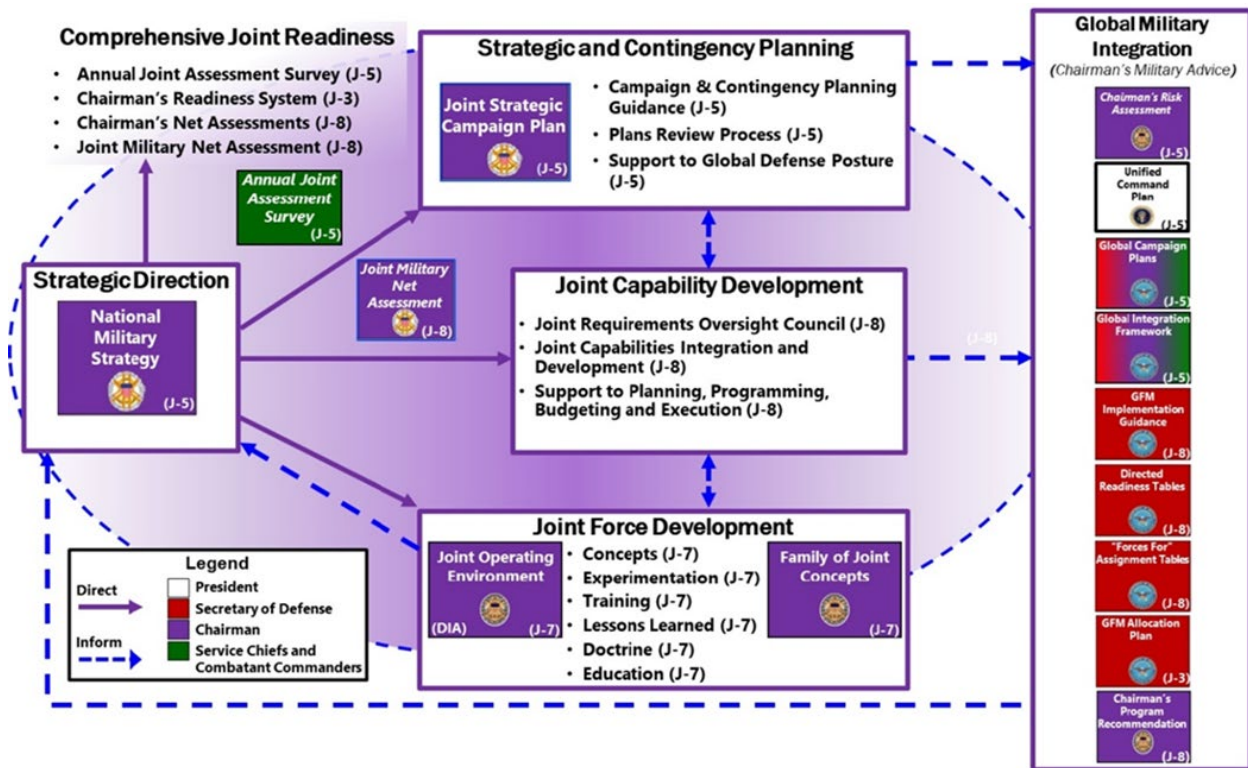 Comprehensive Joint Readiness
• Annual Joint Assessment Survey (J-5)
• Chairman's Readiness System (J-3)
• Chairman's Net Assessments (J-8)
• Joint Military Net Assessment (J-8)
Annual Joint
Assessment
Survey
(J-5)
Strategic and Contingency Planning
Joint Strategic
Campaign Plan
(J-5)
• Campaign & Contingency Planning
Guidance (J-5)
• Plans Review Process (J-5)
• Support to Global Defense Posture
(J-5)
Strategic Direction
National
Military
Strategy
(J-5)
Joint Military
Net
Assessment
(J-8)
Joint Capability Development
• Joint Requirements Oversight Council (J-8)
• Joint Capabilities Integration and
Development (J-8)
• Support to Planning, Programming,
Budgeting and Execution (J-8)
(J-8)
Joint Force Development
Joint Operating
Environment
(DIA)
(J-7)
• Concepts (J-7)
• Experimentation (J-7)
• Training (J-7)
• Lessons Learned (J-7)
• Doctrine (J-7)
• Education (J-7)
Family of Joint
Concepts
(J-7)
Legend
Direct
Inform
President
Secretary of Defense
Chairman
Service Chiefs and
Combatant Commanders
Global Military
Integration
(Chairman's Military Advice)
Chairman's Risk
Assessment
(J-5)
Unified
Command
Plan
(J-5)
Global Campaign
Plans
(J-5)
Global Integration
Framework
(J-5)
GFM
Implementation
Guidance
(J-8)
Directed
Readiness Tables
(J-8)
"Forces For"
Assignment Tables
(J-8)
GFM Allocation
Plan
(J-3)
Chairman's
Program
Recommendation
(J-8)